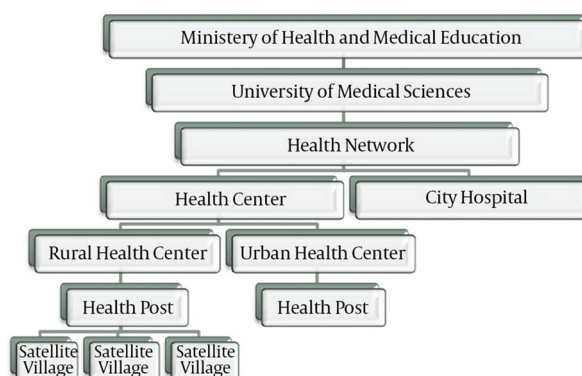 Ministery of Health and Medical Education
University of Medical Sciences
Health Network
Health Center
City Hospital
Rural Health Center
Urban Health Center
Health Post
Health Post
Satellite
Village
Satellite
Village
Satellite
Village